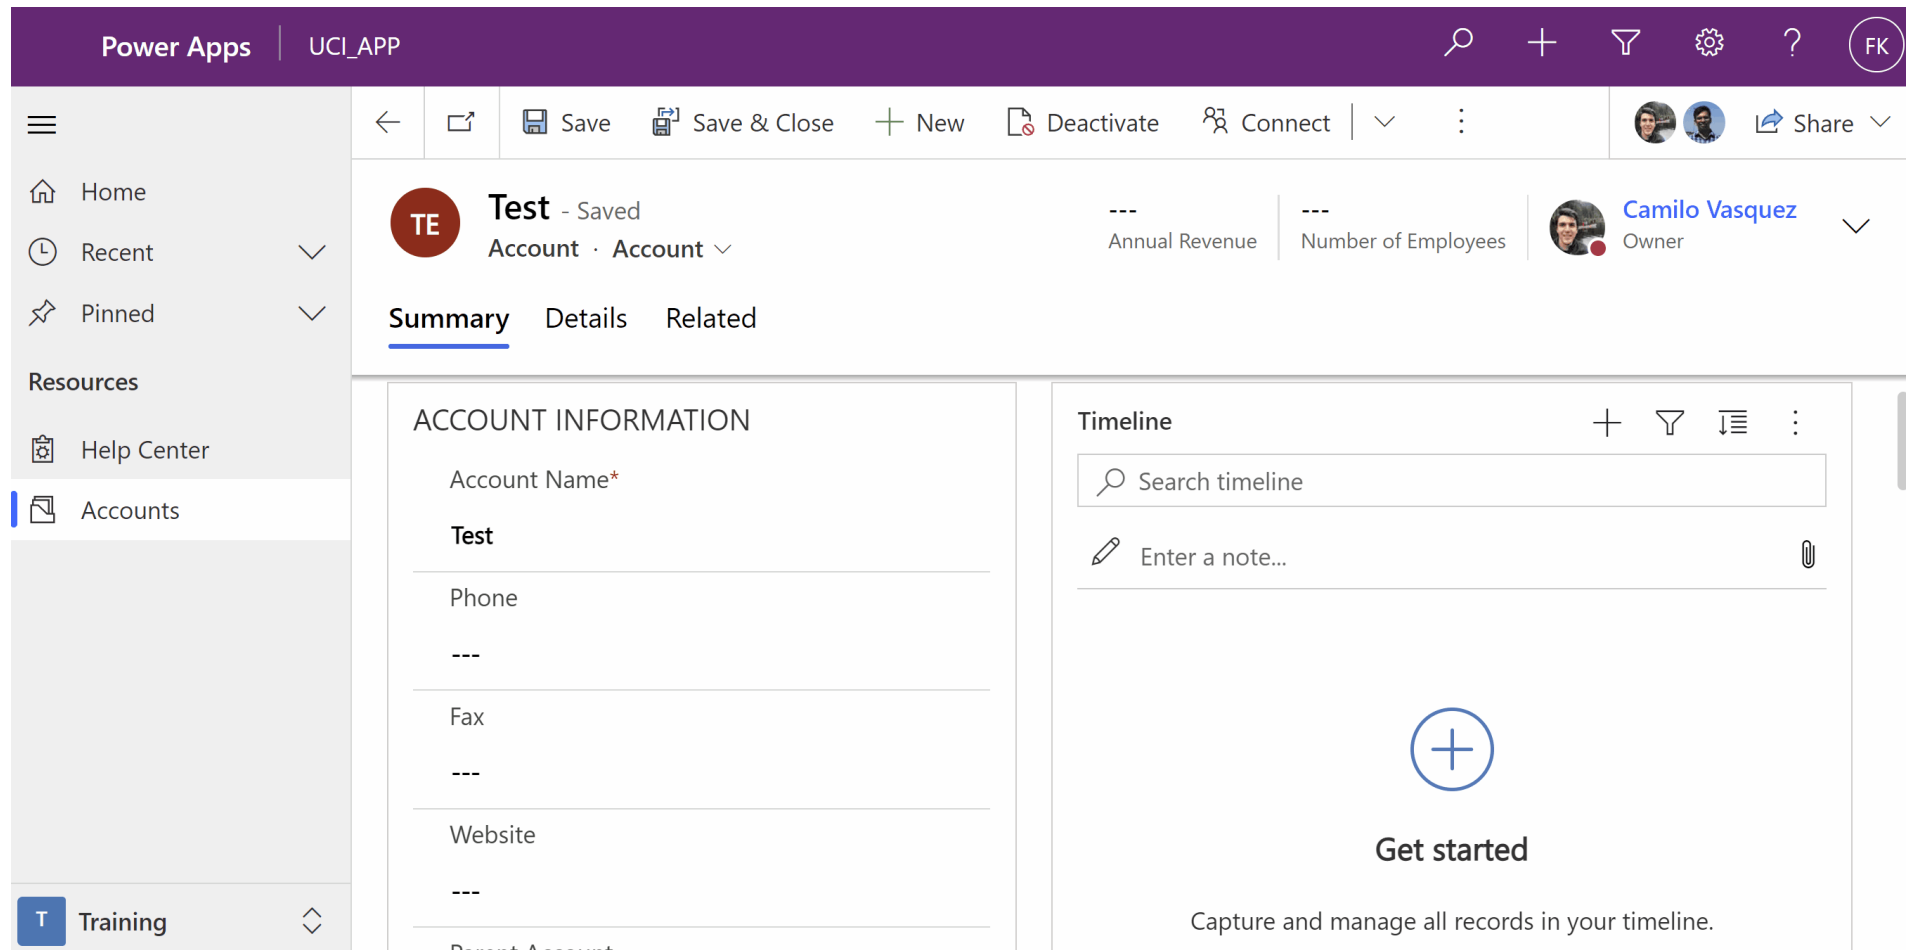 Power Apps
UCI_APP
FK
Save
Save & Close
New
Deactivate
Connect
Share
Home
Recent
Pinned
Resources
Help Center
Accounts
T
Training
TE
Test - Saved
Account · Account
---
Annual Revenue
---
Number of Employees
Camilo Vasquez
Owner
Summary
Details
Related
ACCOUNT INFORMATION
Account Name*
Test
Phone
---
Fax
---
Website
---
Parent Account
Timeline
Search timeline
Enter a note...
Get started
Capture and manage all records in your timeline.